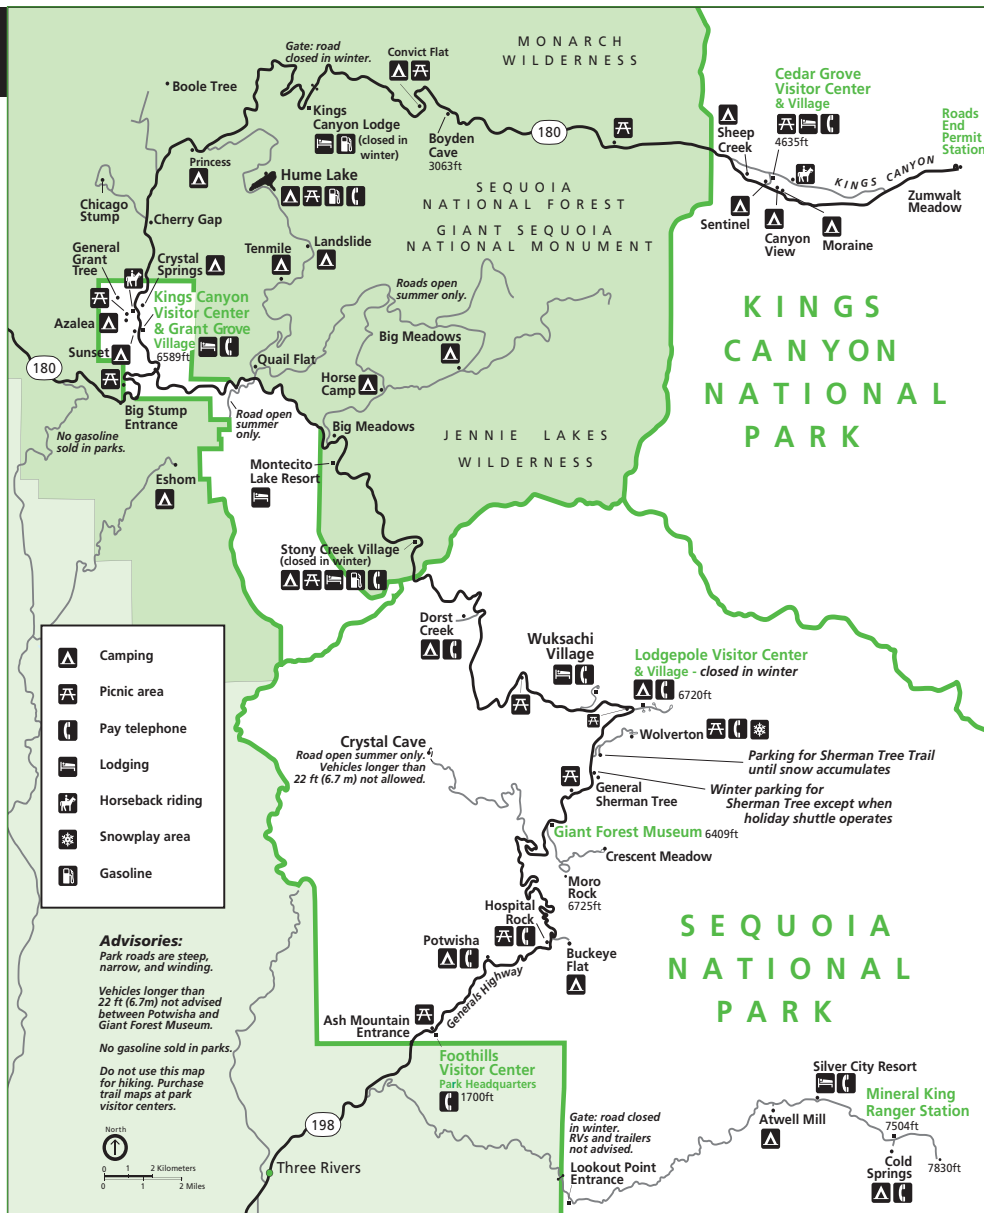 MONARCH
WILDERNESS
Gate: road
closed in winter.
Convict Flat
Boole Tree
Kings
Canyon Lodge
(closed in
winter)
Boyden
Cave
3063ft
180
Cedar Grove
Visitor Center
& Village
4635ft
Sheep
Creek
Roads
End
Permit
Station
KINGS CANYON
Zumwalt
Meadow
Sentinel
Canyon
View
Moraine
Princess
Hume Lake
Chicago
Stump
Cherry Gap
SEQUOIA
NATIONAL FOREST
GIANT SEQUOIA
NATIONAL MONUMENT
General
Grant
Tree
Crystal
Springs
Tenmile
Landslide
Roads open
summer only.
Kings Canyon
Visitor Center
& Grant Grove
Village
6589ft
Azalea
Sunset
180
Big Meadows
Quail Flat
Horse
Camp
Big Stump
Entrance
Road open
summer
only.
Big Meadows
No gasoline
sold in parks.
JENNIE LAKES
WILDERNESS
Montecito
Lake Resort
Eshom
KINGS
CANYON
NATIONAL
PARK
Stony Creek Village
(closed in winter)
Dorst
Creek
Wuksachi
Village
Lodgepole Visitor Center
& Village - closed in winter
6720ft
Wolverton
Crystal Cave
Road open summer only.
Vehicles longer than
22 ft (6.7 m) not allowed.
Parking for Sherman Tree Trail
until snow accumulates
General
Sherman Tree
Winter parking for
Sherman Tree except when
holiday shuttle operates
Giant Forest Museum 6409ft
Crescent Meadow
Moro
Rock
6725ft
Hospital
Rock
Potwisha
Buckeye
Flat
Generals Highway
Ash Mountain
Entrance
Foothills
Visitor Center
Park Headquarters
1700ft
SEQUOIA
NATIONAL
PARK
Camping
Picnic area
Pay telephone
Lodging
Horseback riding
Snowplay area
Gasoline
Advisories:
Park roads are steep,
narrow, and winding.
Vehicles longer than
22 ft (6.7m) not advised
between Potwisha and
Giant Forest Museum.
No gasoline sold in parks.
Do not use this map
for hiking. Purchase
trail maps at park
visitor centers.
North
0 1 2 Kilometers
0 1 2 Miles
198
Three Rivers
Gate: road closed
in winter.
RVs and trailers
not advised.
Lookout Point
Entrance
Silver City Resort
Atwell Mill
Mineral King
Ranger Station
7504ft
Cold
Springs
7830ft